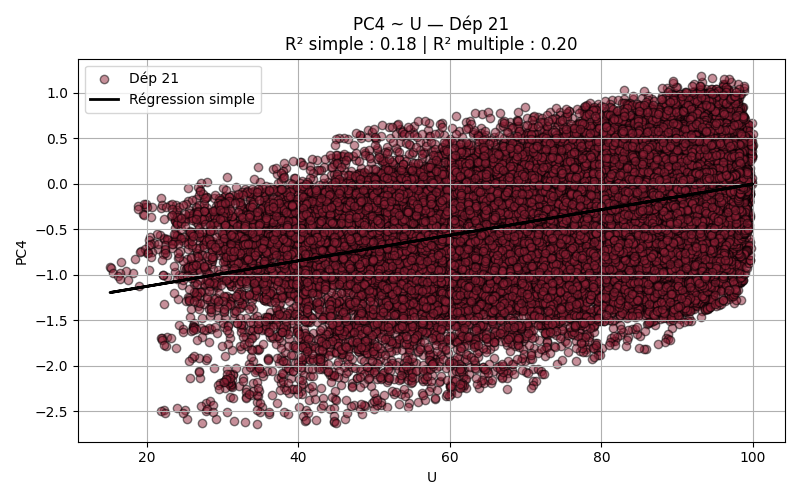 PC4 ~ U — Dép 21
R² simple : 0.18 | R² multiple : 0.20
Dép 21
Régression simple
1.0
0.5
0.0
−0.5
−1.0
−1.5
−2.0
−2.5
PC4
20
40
60
80
100
U